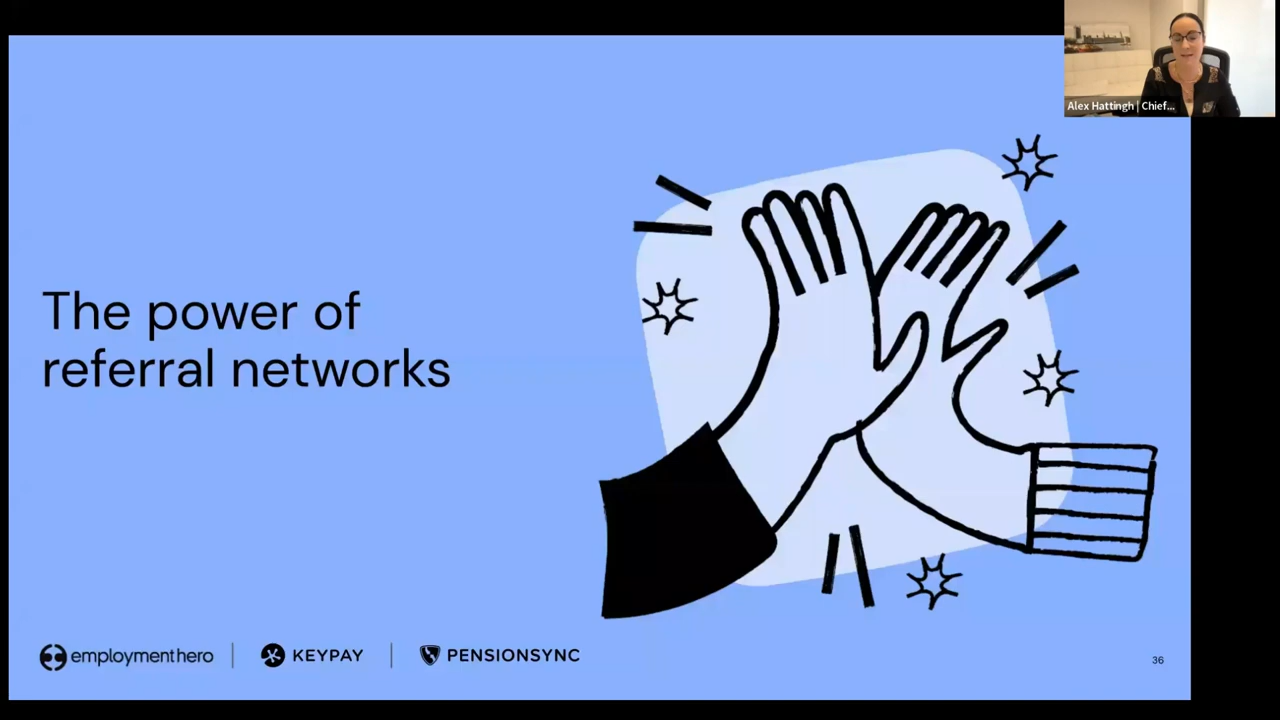 Alex Hattingh | Chief...
The power of
referral networks
employmenthero
KEYPAY
PENSIONSYNC
36